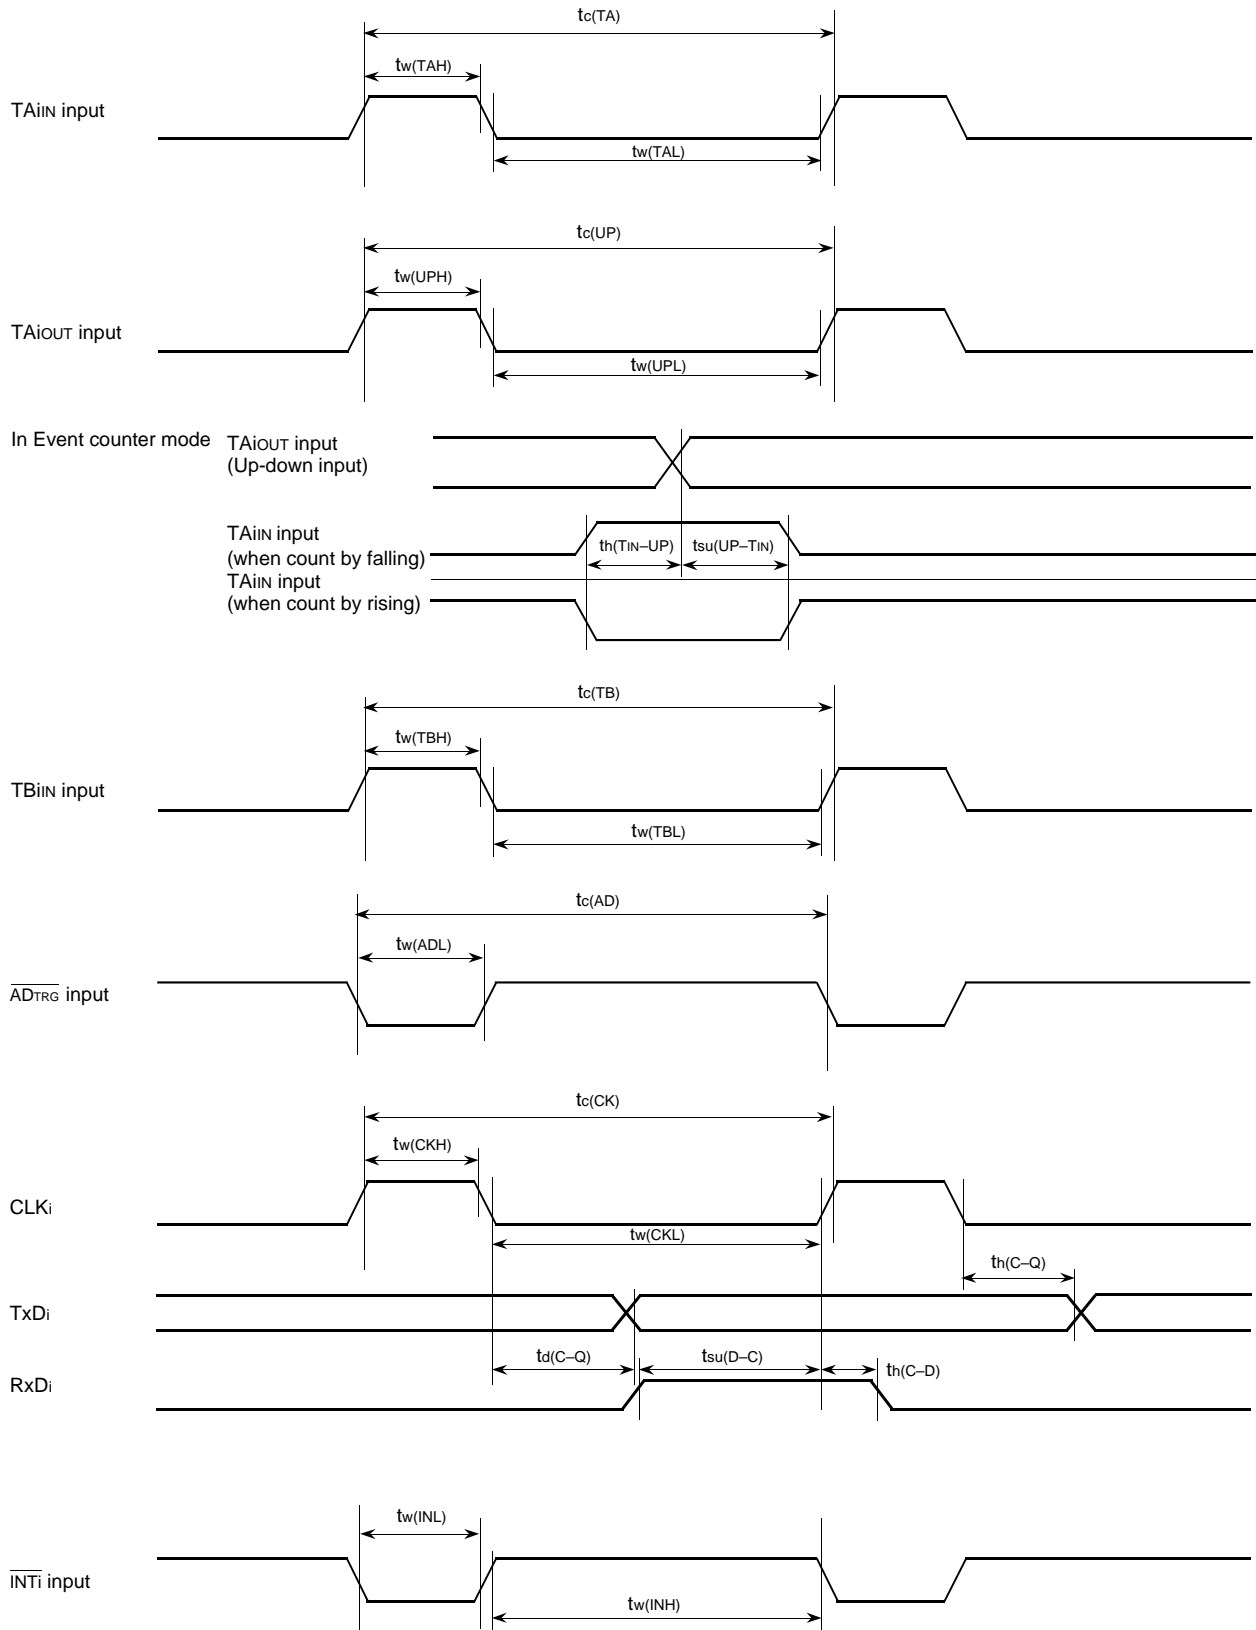 tc(TA)
tw(TAH)
TAiIN input
tw(TAL)
tc(UP)
tw(UPH)
TAiOUT input
tw(UPL)
In Event counter mode
TAiOUT input
(Up-down input)
TAiIN input
(when count by falling)
th(TIN–UP)
tsu(UP–TIN)
TAiIN input
(when count by rising)
tc(TB)
tw(TBH)
TBiIN input
tw(TBL)
tc(AD)
tw(ADL)
ADTRG input
tc(CK)
tw(CKH)
CLKi
tw(CKL)
th(C–Q)
TxDi
td(C–Q)
tsu(D–C)
th(C–D)
RxDi
tw(INL)
INTi input
tw(INH)